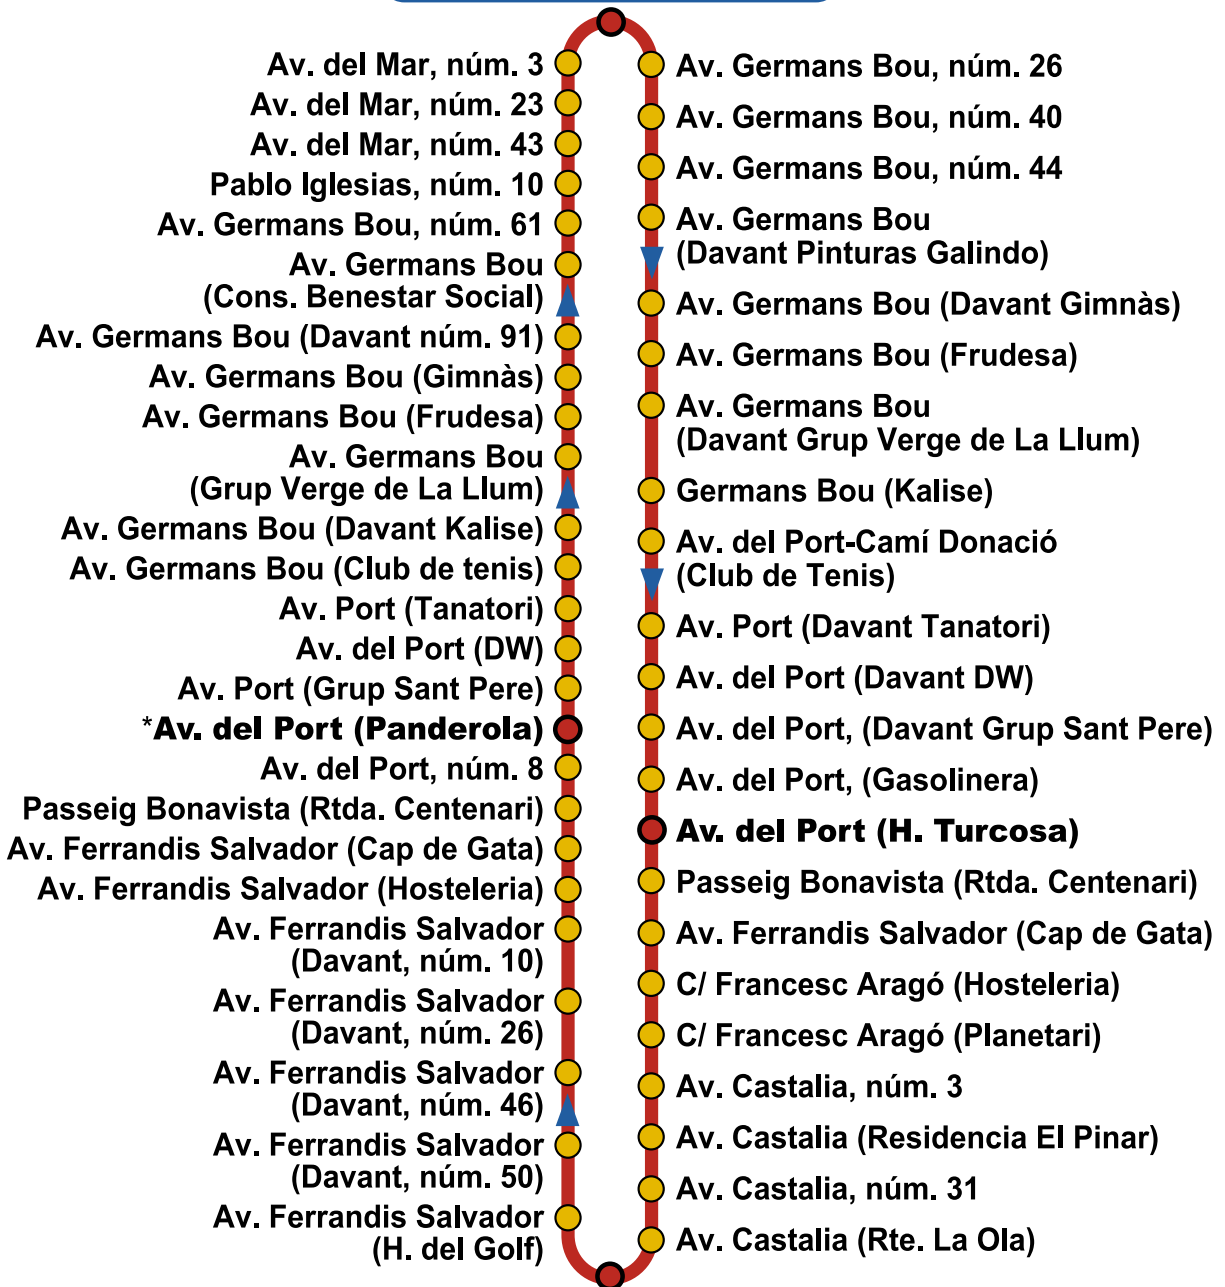 Av. del Mar, núm. 3
Av. del Mar, núm. 23
Av. del Mar, núm. 43
Pablo Iglesias, núm. 10
Av. Germans Bou, núm. 61
Av. Germans Bou
(Cons. Benestar Social)
Av. Germans Bou (Davant núm. 91)
Av. Germans Bou (Gimnàs)
Av. Germans Bou (Frudesa)
Av. Germans Bou
(Grup Verge de La Llum)
Av. Germans Bou (Davant Kalise)
Av. Germans Bou (Club de tenis)
Av. Port (Tanatori)
Av. del Port (DW)
Av. Port (Grup Sant Pere)
*Av. del Port (Panderola)
Av. del Port, núm. 8
Passeig Bonavista (Rtda. Centenari)
Av. Ferrandis Salvador (Cap de Gata)
Av. Ferrandis Salvador (Hosteleria)
Av. Ferrandis Salvador
(Davant, núm. 10)
Av. Ferrandis Salvador
(Davant, núm. 26)
Av. Ferrandis Salvador
(Davant, núm. 46)
Av. Ferrandis Salvador
(Davant, núm. 50)
Av. Ferrandis Salvador
(H. del Golf)
Av. Germans Bou, núm. 26
Av. Germans Bou, núm. 40
Av. Germans Bou, núm. 44
Av. Germans Bou
(Davant Pinturas Galindo)
Av. Germans Bou (Davant Gimnàs)
Av. Germans Bou (Frudesa)
Av. Germans Bou
(Davant Grup Verge de La Llum)
Germans Bou (Kalise)
Av. del Port-Camí Donació
(Club de Tenis)
Av. Port (Davant Tanatori)
Av. del Port (Davant DW)
Av. del Port, (Davant Grup Sant Pere)
Av. del Port, (Gasolinera)
Av. del Port (H. Turcosa)
Passeig Bonavista (Rtda. Centenari)
Av. Ferrandis Salvador (Cap de Gata)
C/ Francesc Aragó (Hosteleria)
C/ Francesc Aragó (Planetari)
Av. Castalia, núm. 3
Av. Castalia (Residencia El Pinar)
Av. Castalia, núm. 31
Av. Castalia (Rte. La Ola)